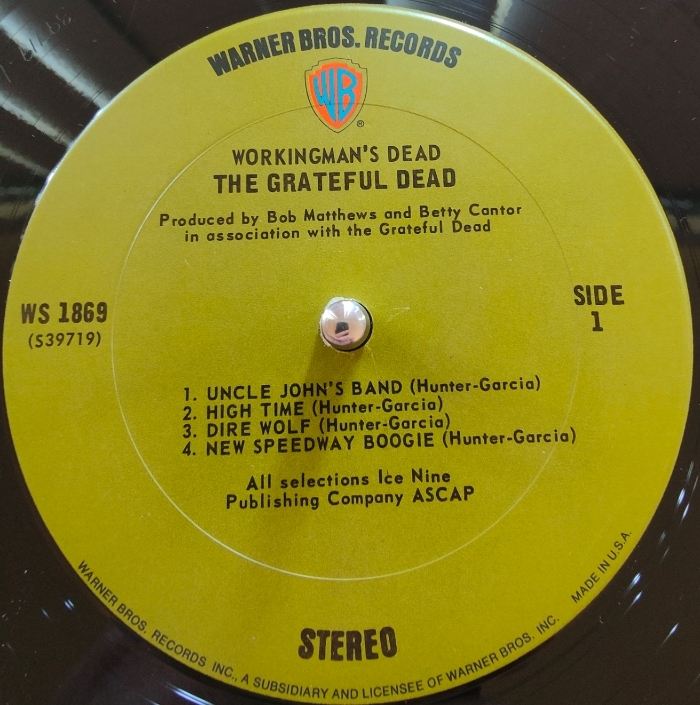 WARNER BROS. RECORDS
WB
®
WORKINGMAN'S DEAD
THE GRATEFUL DEAD
Produced by Bob Matthews and Betty Cantor
in association with the Grateful Dead
WS 1869
(S39719)
SIDE
1
1. UNCLE JOHN'S BAND (Hunter-Garcia)
2. HIGH TIME (Hunter-Garcia)
3. DIRE WOLF (Hunter-Garcia)
4. NEW SPEEDWAY BOOGIE (Hunter-Garcia)
All selections Ice Nine
Publishing Company ASCAP
STEREO
WARNER BROS. RECORDS INC., A SUBSIDIARY AND LICENSEE OF WARNER BROS. INC. MADE IN U.S.A.